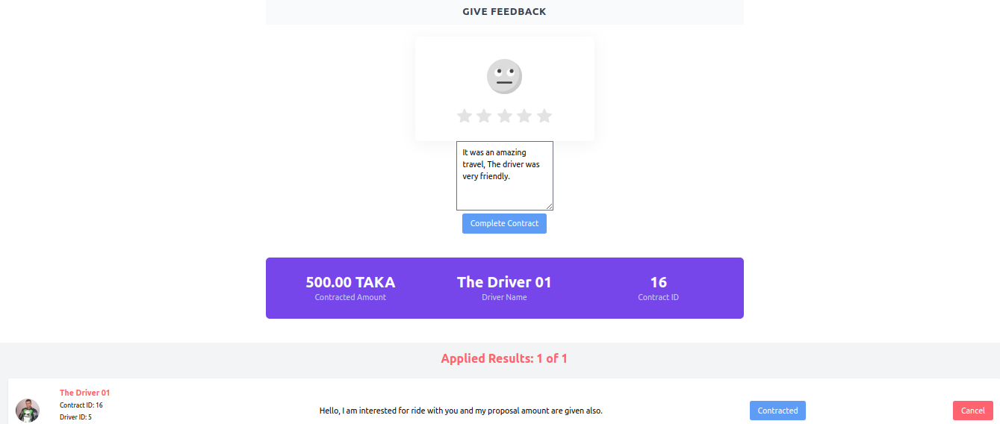 GIVE FEEDBACK
It was an amazing
travel, The driver was
very friendly.
Complete Contract
500.00 TAKA
Contracted Amount
The Driver 01
Driver Name
16
Contract ID
Applied Results: 1 of 1
The Driver 01
Contract ID: 16
Driver ID: 5
Hello, I am interested for ride with you and my proposal amount are given also.
Contracted
Cancel